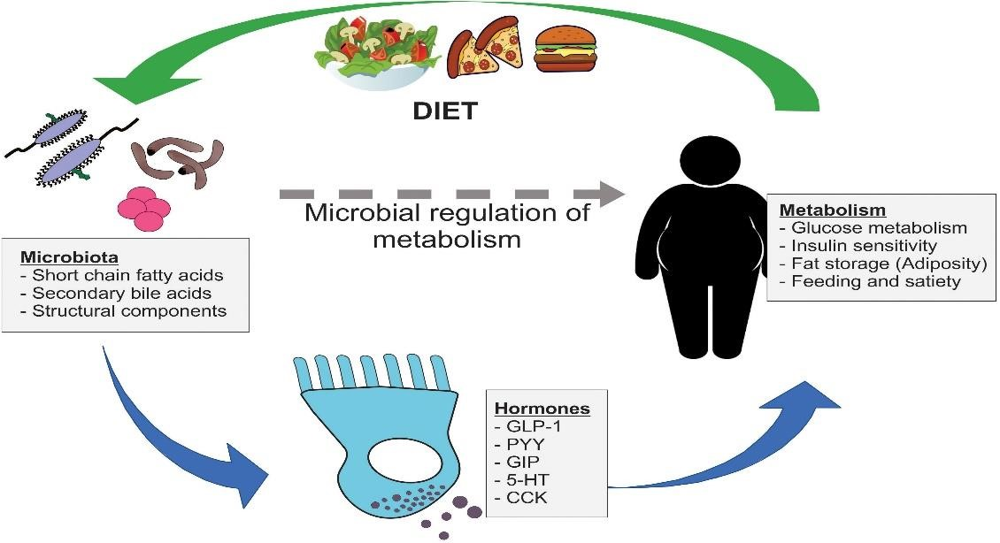 DIET
Microbial regulation of
metabolism
Metabolism
- Glucose metabolism
- Insulin sensitivity
- Fat storage (Adiposity)
- Feeding and satiety
Microbiota
- Short chain fatty acids
- Secondary bile acids
- Structural components
Hormones
- GLP-1
- PYY
- GIP
- 5-HT
- CCK